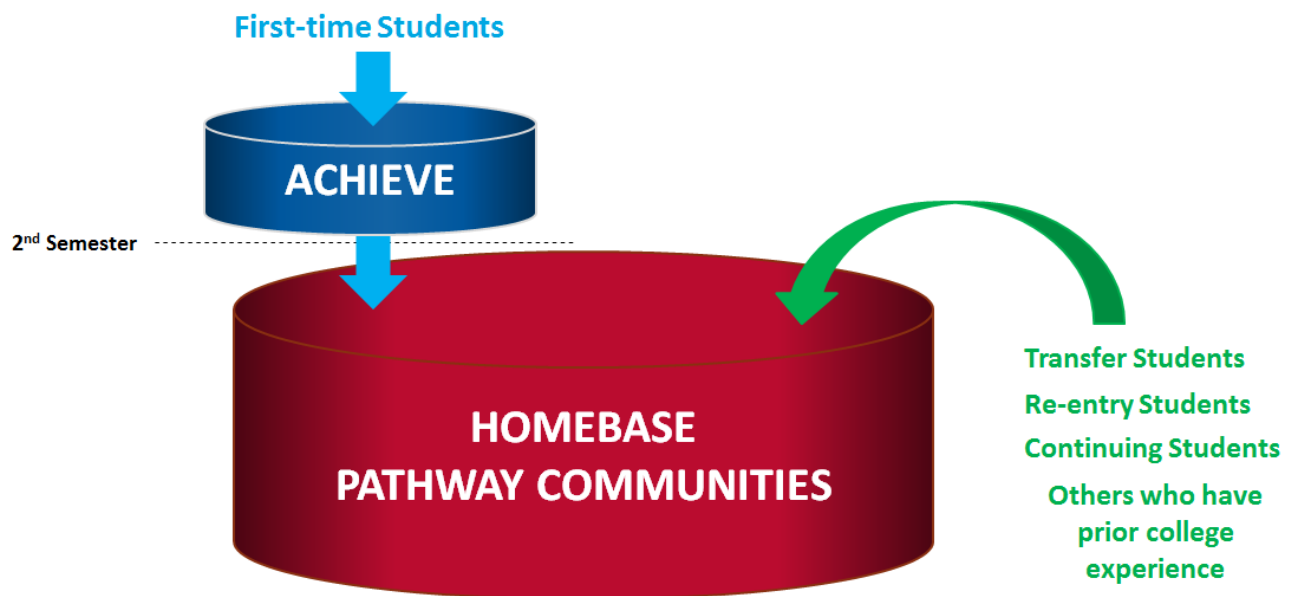 First-time Students
ACHIEVE
2nd Semester
HOMEBASE
PATHWAY COMMUNITIES
Transfer Students
Re-entry Students
Continuing Students
Others who have
prior college
experience